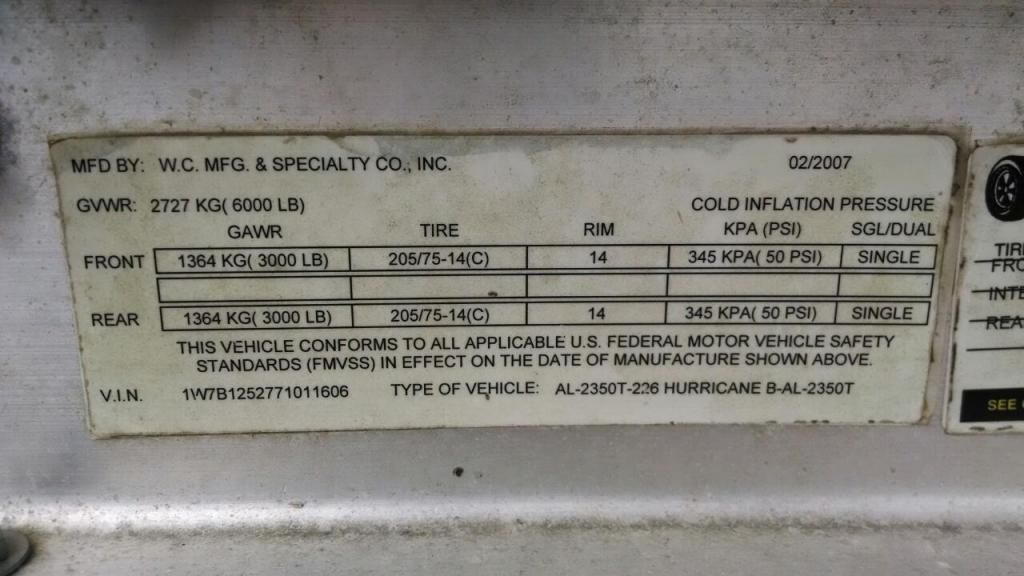 MFD BY: W.C. MFG. & SPECIALTY CO., INC. 02/2007
GVWR: 2727 KG( 6000 LB) COLD INFLATION PRESSURE
GAWR TIRE RIM KPA (PSI) SGL/DUAL
FRONT 1364 KG( 3000 LB) 205/75-14(C) 14 345 KPA( 50 PSI) SINGLE
REAR 1364 KG( 3000 LB) 205/75-14(C) 14 345 KPA( 50 PSI) SINGLE
THIS VEHICLE CONFORMS TO ALL APPLICABLE U.S. FEDERAL MOTOR VEHICLE SAFETY
STANDARDS (FMVSS) IN EFFECT ON THE DATE OF MANUFACTURE SHOWN ABOVE.
V.I.N. 1W7B1252771011606 TYPE OF VEHICLE: AL-2350T-226 HURRICANE B-AL-2350T
SEE